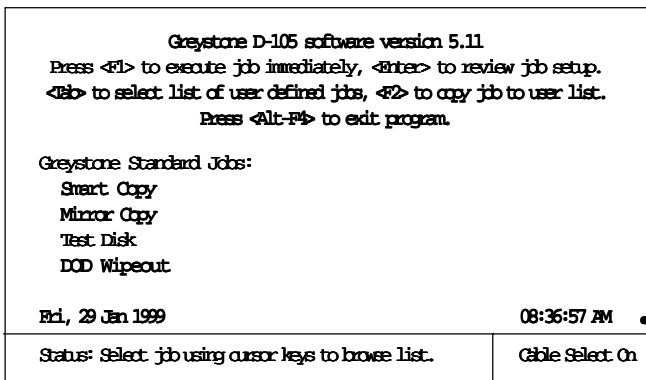 Greystone D-105 software version 5.11
Press <F1> to execute job immediately, <Enter> to review job setup.
<Tab> to select list of user defined jobs, <F2> to copy job to user list.
Press <Alt-F4> to exit program.
Greystone Standard Jobs:
Smart Copy
Mirror Copy
Test Disk
DOD Wipeout
Fri, 29 Jan 1999 08:36:57 AM
Status: Select job using cursor keys to browse list. Cable Select On